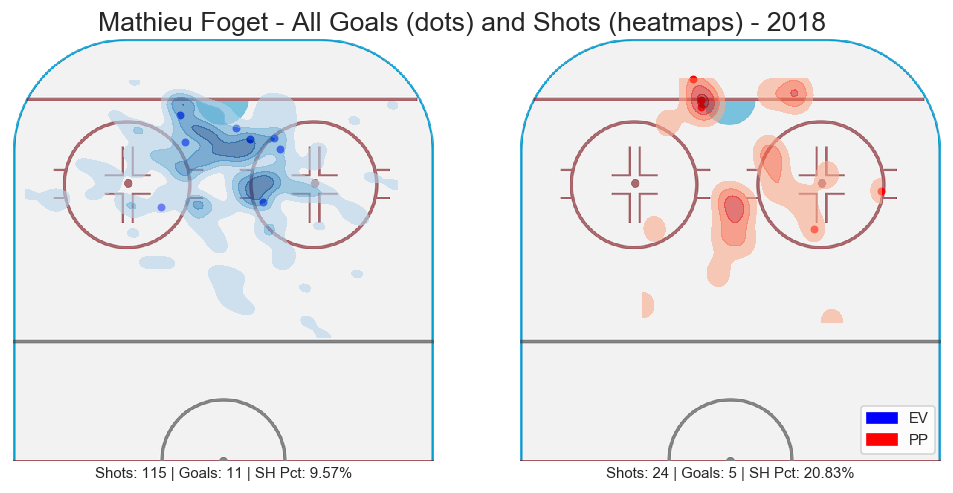 Mathieu Foget - All Goals (dots) and Shots (heatmaps) - 2018
EV
PP
Shots: 115 | Goals: 11 | SH Pct: 9.57%
Shots: 24 | Goals: 5 | SH Pct: 20.83%